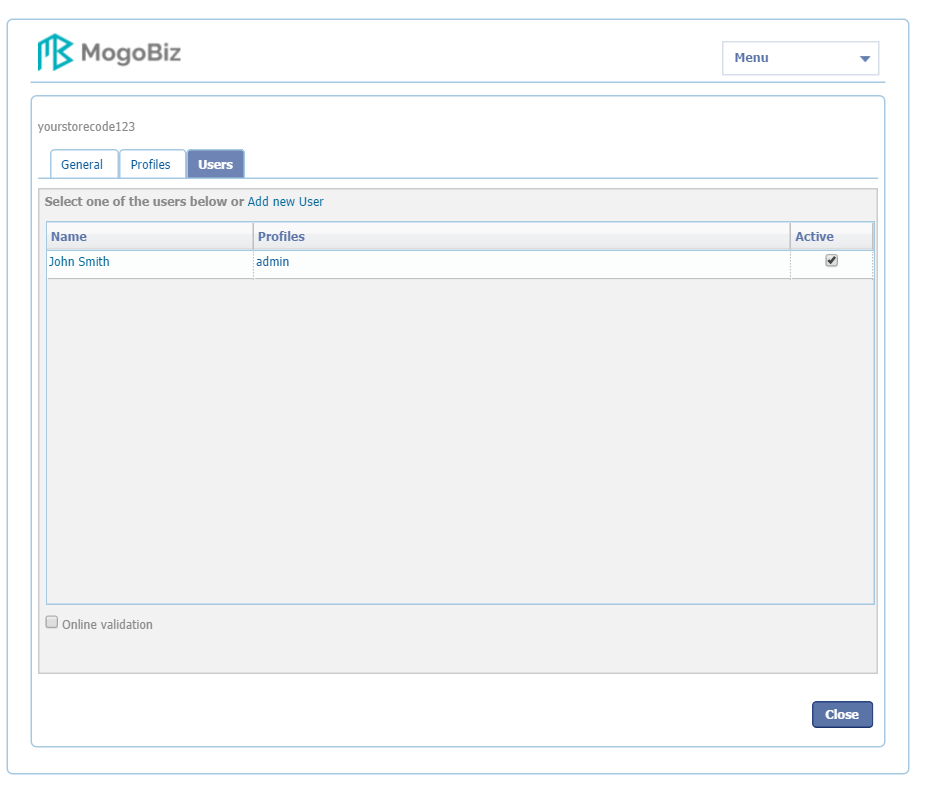 MogoBiz
Menu
yourstorecode123
General Profiles Users
Select one of the users below or Add new User
Name Profiles Active
John Smith admin
Online validation
Close